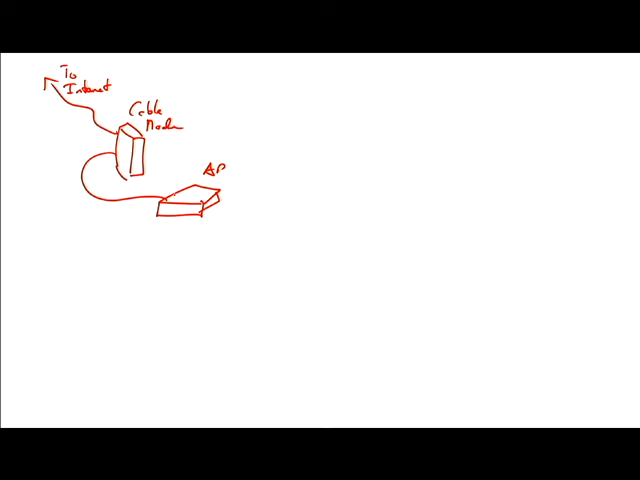 To
Internet
Cable
Modem
AP